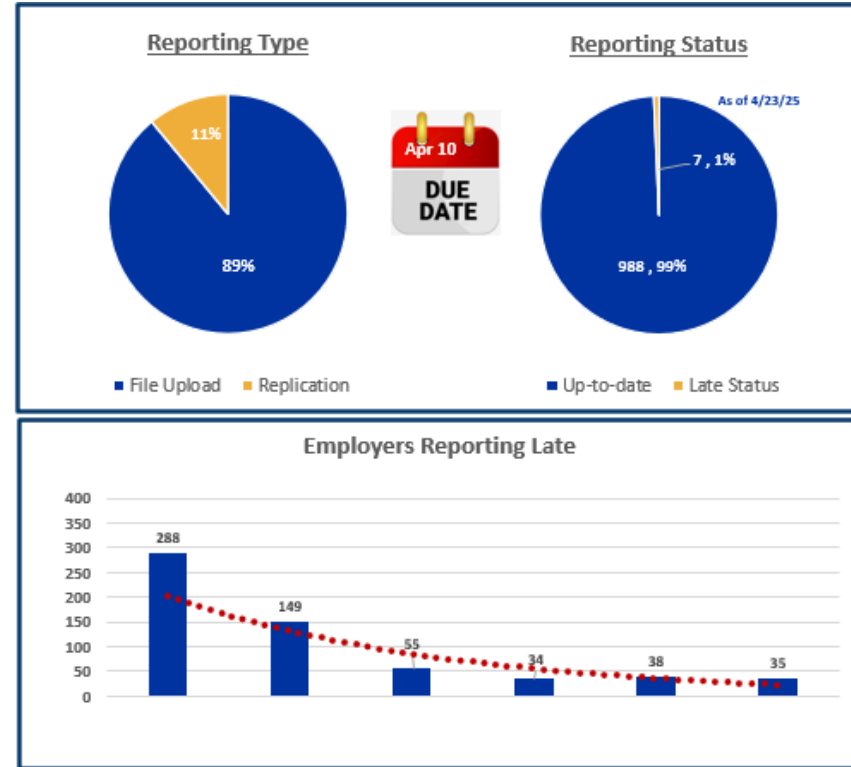 Reporting Type
Reporting Status
As of 4/23/25
11%
Apr 10
7 , 1%
DUE
DATE
89%
988 , 99%
File Upload Replication
Up-to-date Late Status
Employers Reporting Late
400
350
300
250
200
150
100
50
0
288
149
55
34
38
35